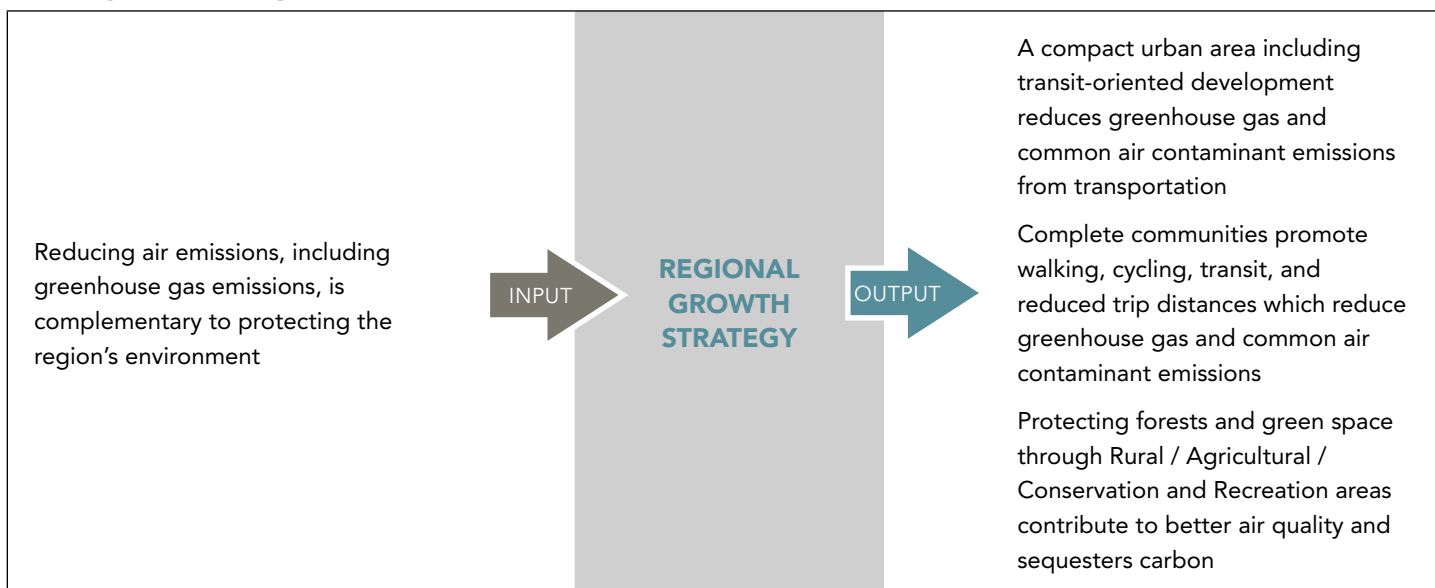 Reducing air emissions, including
greenhouse gas emissions, is
complementary to protecting the
region’s environment
INPUT
REGIONAL
GROWTH
STRATEGY
OUTPUT
A compact urban area including
transit-oriented development
reduces greenhouse gas and
common air contaminant emissions
from transportation
Complete communities promote
walking, cycling, transit, and
reduced trip distances which reduce
greenhouse gas and common air
contaminant emissions
Protecting forests and green space
through Rural / Agricultural /
Conservation and Recreation areas
contribute to better air quality and
sequesters carbon